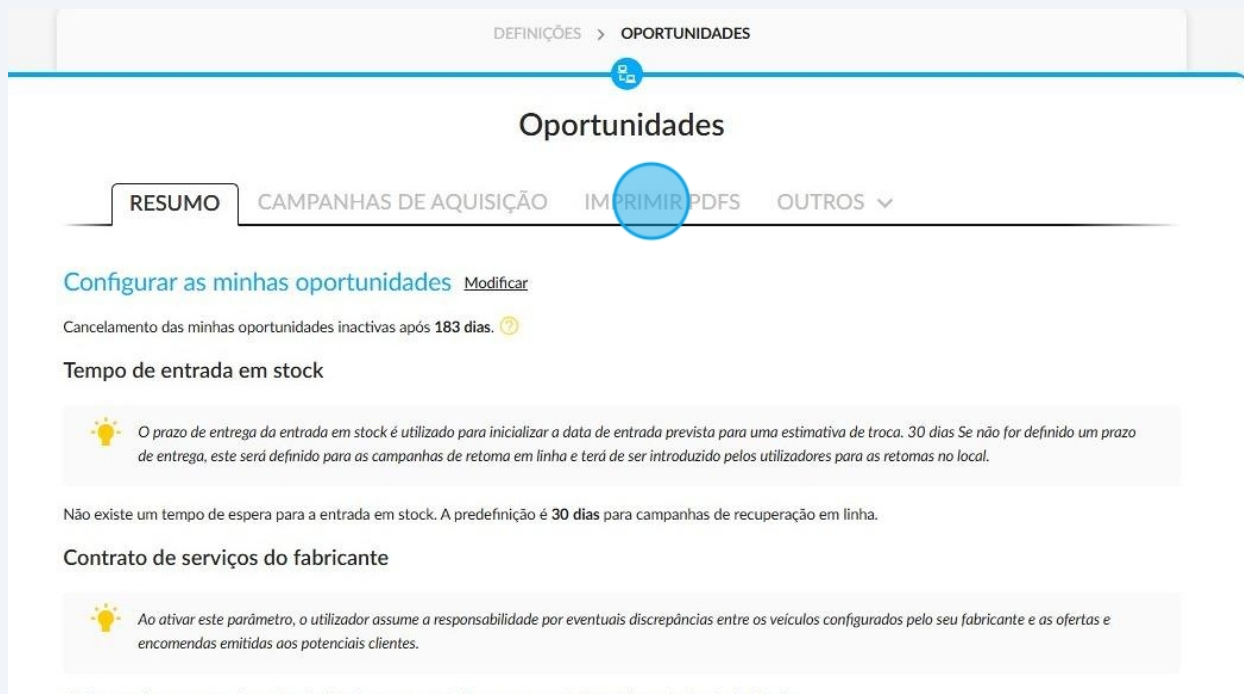 DEFINIÇÕES > OPORTUNIDADES
Oportunidades
RESUMO CAMPANHAS DE AQUISIÇÃO IMPRIMIR PDFS OUTROS
Configurar as minhas oportunidades Modificar
Cancelamento das minhas oportunidades inactivas após 183 dias. ?
Tempo de entrada em stock
O prazo de entrega da entrada em stock é utilizado para inicializar a data de entrada prevista para uma estimativa de troca. 30 dias Se não for definido um prazo
de entrega, este será definido para as campanhas de retoma em linha e terá de ser introduzido pelos utilizadores para as retomas no local.
Não existe um tempo de espera para a entrada em stock. A predefinição é 30 dias para campanhas de recuperação em linha.
Contrato de serviços do fabricante
Ao ativar este parâmetro, o utilizador assume a responsabilidade por eventuais discrepâncias entre os veículos configurados pelo seu fabricante e as ofertas e
encomendas emitidas aos potenciais clientes.